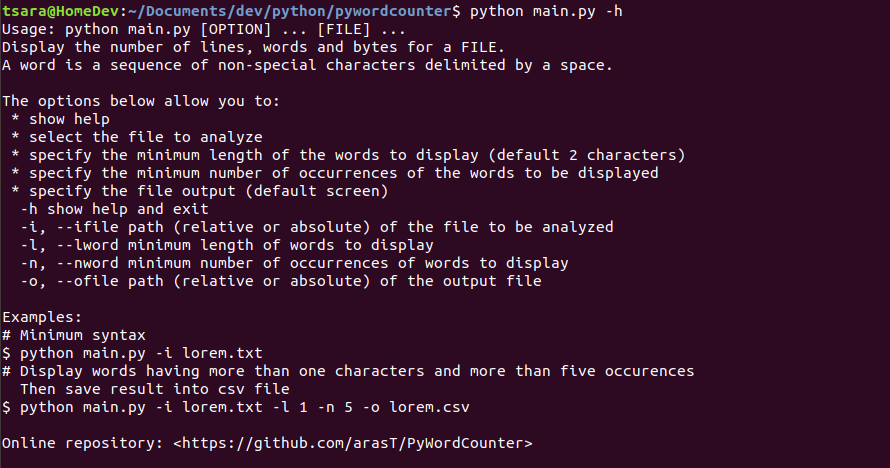 tsara@HomeDev:~/Documents/dev/python/pywordcounter$ python main.py -h
Usage: python main.py [OPTION] ... [FILE] ...
Display the number of lines, words and bytes for a FILE.
A word is a sequence of non-special characters delimited by a space.

The options below allow you to:
 * show help
 * select the file to analyze
 * specify the minimum length of the words to display (default 2 characters)
 * specify the minimum number of occurrences of the words to be displayed
 * specify the file output (default screen)
  -h show help and exit
  -i, --ifile path (relative or absolute) of the file to be analyzed
  -l, --lword minimum length of words to display
  -n, --nword minimum number of occurrences of words to display
  -o, --ofile path (relative or absolute) of the output file

Examples:
# Minimum syntax
$ python main.py -i lorem.txt
# Display words having more than one characters and more than five occurences
  Then save result into csv file
$ python main.py -i lorem.txt -l 1 -n 5 -o lorem.csv

Online repository: <https://github.com/arasT/PyWordCounter>